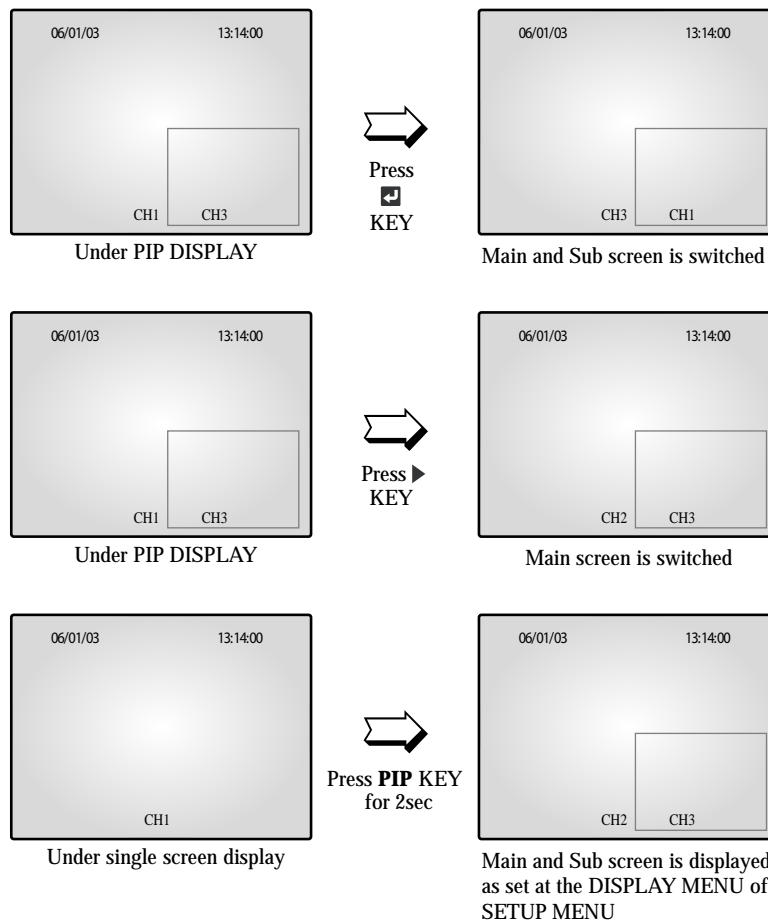 06/01/03 13:14:00
CH1 CH3
Under PIP DISPLAY
Press
KEY
06/01/03 13:14:00
CH3 CH1
Main and Sub screen is switched
06/01/03 13:14:00
CH1 CH3
Under PIP DISPLAY
Press
KEY
06/01/03 13:14:00
CH2 CH3
Main screen is switched
06/01/03 13:14:00
CH1
Under single screen display
Press PIP KEY
for 2sec
06/01/03 13:14:00
CH2 CH3
Main and Sub screen is displayed
as set at the DISPLAY MENU of
SETUP MENU